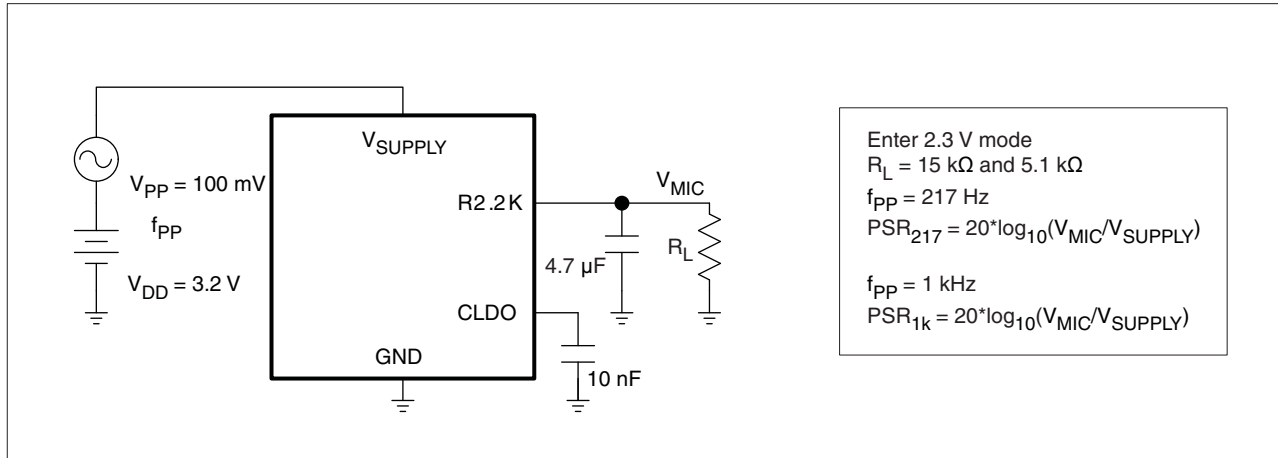 V_SUPPLY
V_PP = 100 mV
f_PP
V_DD = 3.2 V
R2.2K
V_MIC
R_L
4.7 µF
CLDO
GND
10 nF
Enter 2.3 V mode
R_L = 15 kΩ and 5.1 kΩ
f_PP = 217 Hz
PSR_217 = 20*log_10(V_MIC/V_SUPPLY)
f_PP = 1 kHz
PSR_1k = 20*log_10(V_MIC/V_SUPPLY)